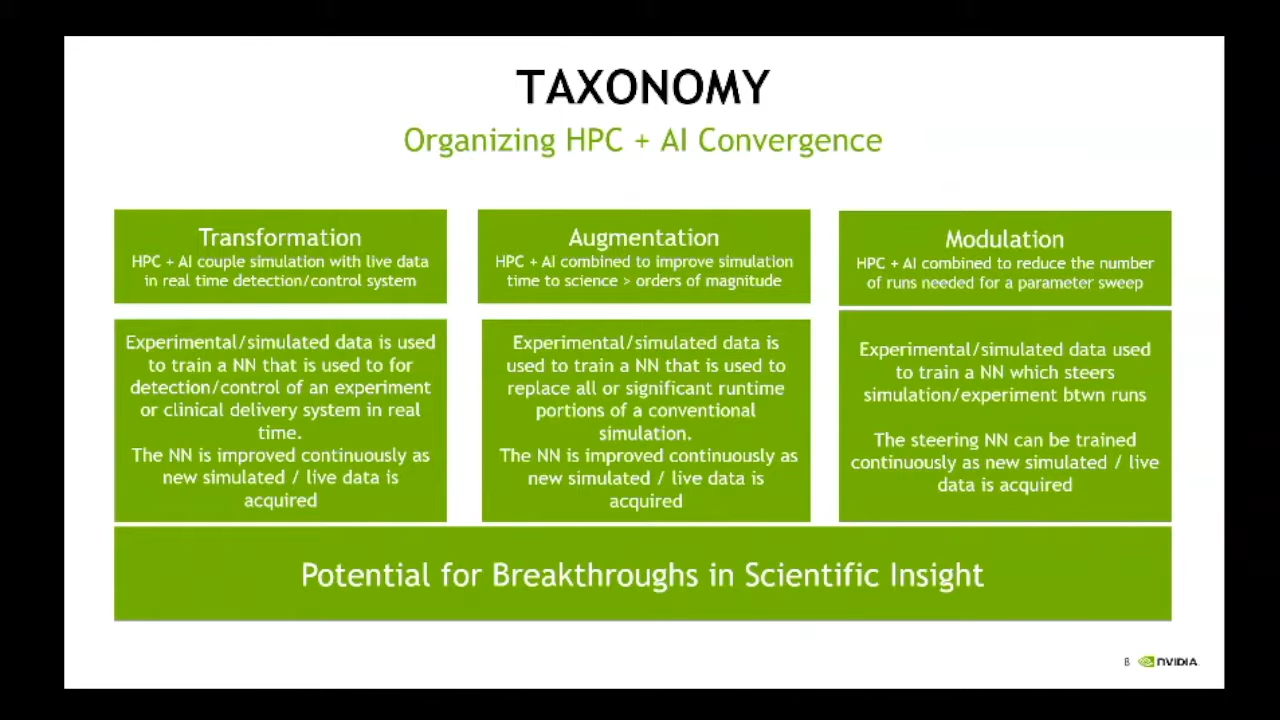 TAXONOMY
Organizing HPC + AI Convergence
Transformation
HPC + AI couple simulation with live data
in real time detection/control system
Experimental/simulated data is used
to train a NN that is used to for
detection/control of an experiment
or clinical delivery system in real
time.
The NN is improved continuously as
new simulated / live data is
acquired
Augmentation
HPC + AI combined to improve simulation
time to science > orders of magnitude
Experimental/simulated data is
used to train a NN that is used to
replace all or significant runtime
portions of a conventional
simulation.
The NN is improved continuously as
new simulated / live data is
acquired
Modulation
HPC + AI combined to reduce the number
of runs needed for a parameter sweep
Experimental/simulated data used
to train a NN which steers
simulation/experiment btwn runs
The steering NN can be trained
continuously as new simulated / live
data is acquired
Potential for Breakthroughs in Scientific Insight
8 NVIDIA